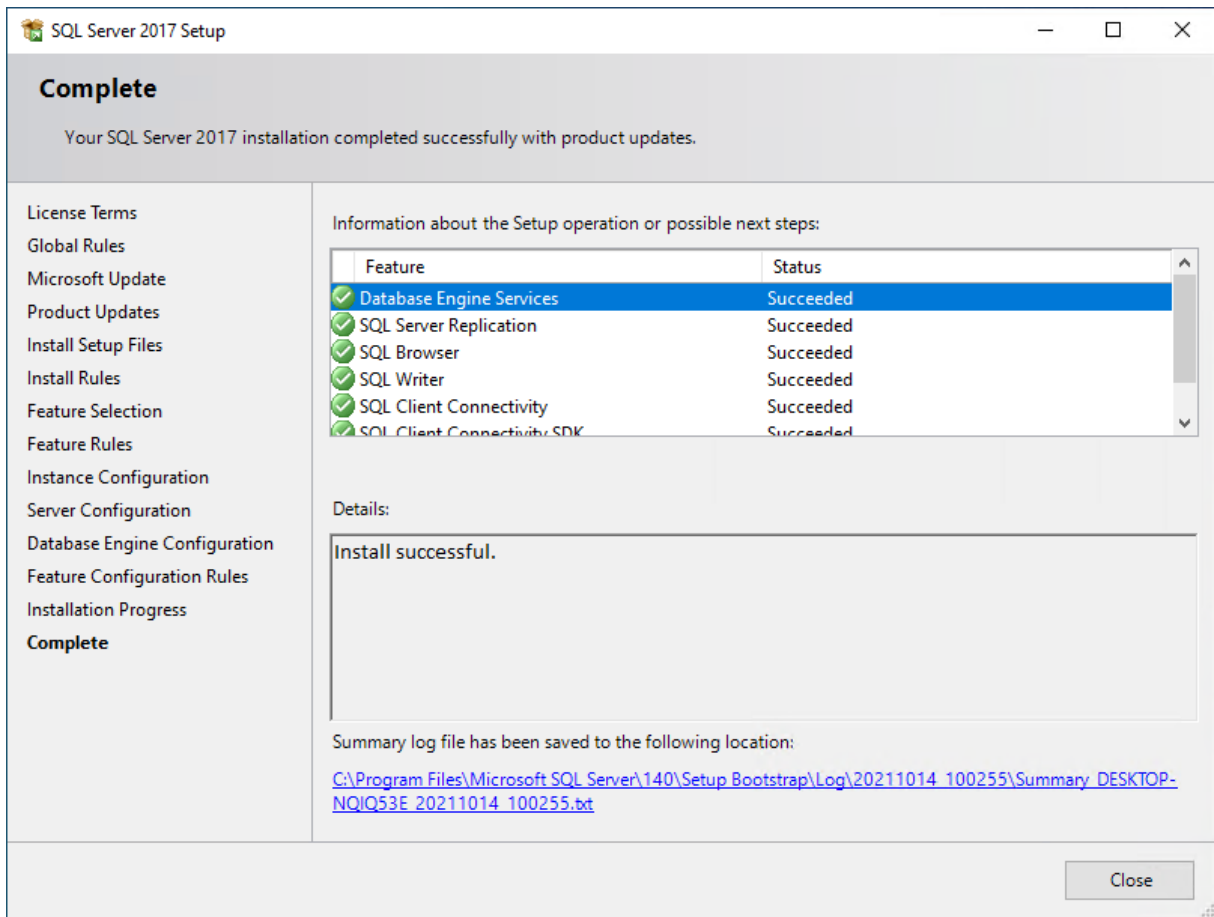 SQL Server 2017 Setup
Complete
Your SQL Server 2017 installation completed successfully with product updates.
License Terms
Global Rules
Microsoft Update
Product Updates
Install Setup Files
Install Rules
Feature Selection
Feature Rules
Instance Configuration
Server Configuration
Database Engine Configuration
Feature Configuration Rules
Installation Progress
Complete
Information about the Setup operation or possible next steps:
Feature Status
Database Engine Services Succeeded
SQL Server Replication Succeeded
SQL Browser Succeeded
SQL Writer Succeeded
SQL Client Connectivity Succeeded
SQL Client Connectivity SDK Succeeded
Details:
Install successful.
Summary log file has been saved to the following location:
C:\Program Files\Microsoft SQL Server\140\Setup Bootstrap\Log\20211014_100255\Summary_DESKTOP-
NQIQ53E_20211014_100255.txt
Close